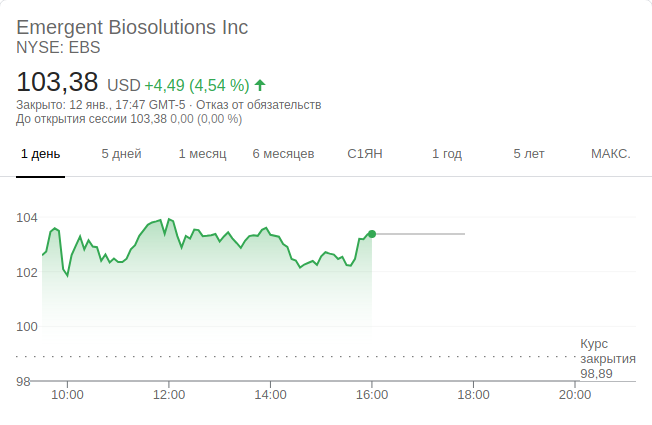 Emergent Biosolutions Inc
NYSE: EBS
103,38 USD +4,49 (4,54 %)
Закрыто: 12 янв., 17:47 GMT-5 · Отказ от обязательств
До открытия сессии 103,38 0,00 (0,00 %)
1 день 5 дней 1 месяц 6 месяцев С1ЯН 1 год 5 лет МАКС.
104
102
100
Курс
закрытия
98,89
98
10:00 12:00 14:00 16:00 18:00 20:00